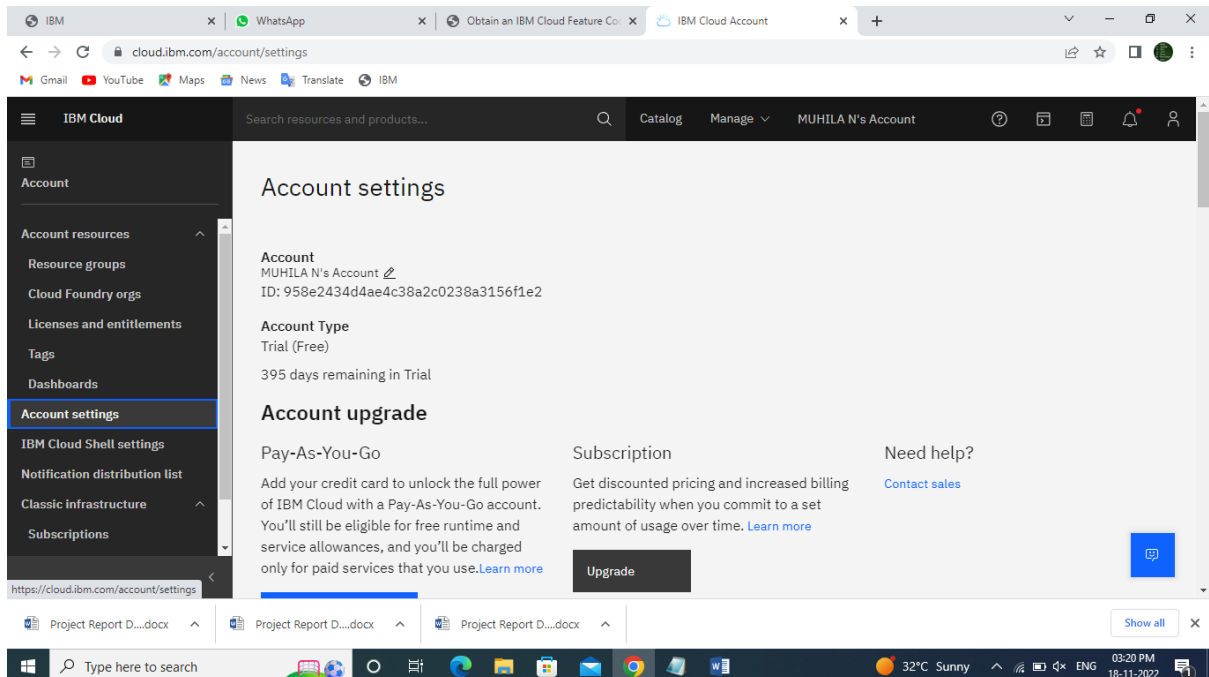 IBM
WhatsApp
Obtain an IBM Cloud Feature Co
IBM Cloud Account
cloud.ibm.com/account/settings
Gmail
YouTube
Maps
News
Translate
IBM
IBM Cloud
Search resources and products...
Catalog
Manage
MUHILA N's Account
Account
Account resources
Resource groups
Cloud Foundry orgs
Licenses and entitlements
Tags
Dashboards
Account settings
IBM Cloud Shell settings
Notification distribution list
Classic infrastructure
Subscriptions
https://cloud.ibm.com/account/settings
Account settings
Account
MUHILA N's Account
ID: 958e2434d4ae4c38a2c0238a3156f1e2
Account Type
Trial (Free)
395 days remaining in Trial
Account upgrade
Pay-As-You-Go
Add your credit card to unlock the full power
of IBM Cloud with a Pay-As-You-Go account.
You'll still be eligible for free runtime and
service allowances, and you'll be charged
only for paid services that you use.Learn more
Subscription
Get discounted pricing and increased billing
predictability when you commit to a set
amount of usage over time. Learn more
Upgrade
Need help?
Contact sales
Project Report D....docx
Project Report D....docx
Project Report D....docx
Show all
Type here to search
32°C Sunny
ENG
03:20 PM
18-11-2022